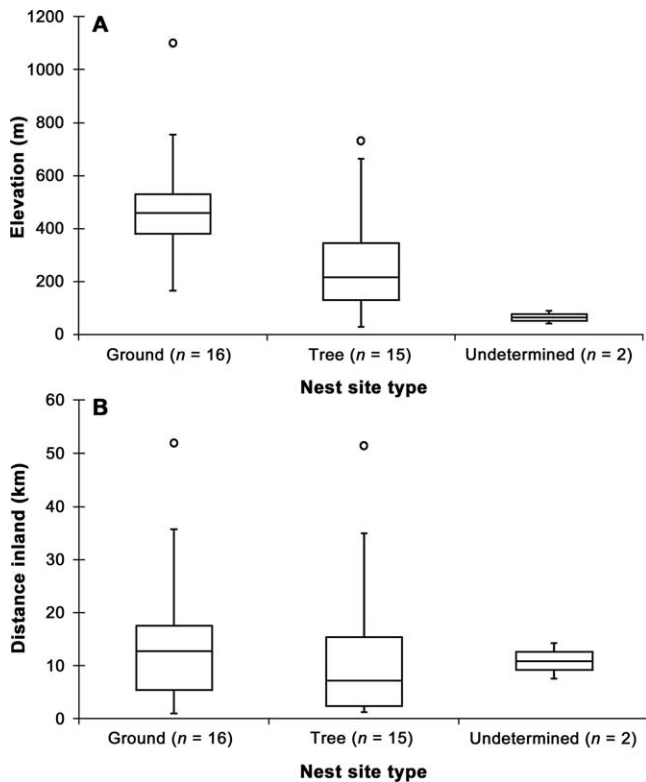 A
1200
1000
800
600
400
200
0
Elevation (m)
Ground (n = 16) Tree (n = 15) Undetermined (n = 2)
Nest site type
B
60
50
40
30
20
10
0
Distance inland (km)
Ground (n = 16) Tree (n = 15) Undetermined (n = 2)
Nest site type